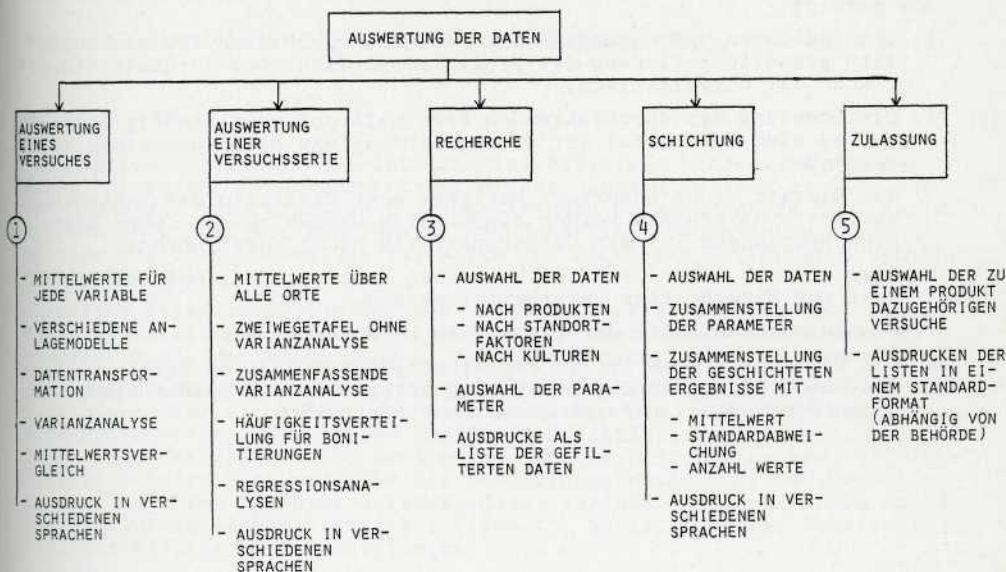 AUSWERTUNG DER DATEN
AUSWERTUNG
EINES
VERSUCHES
AUSWERTUNG
EINER
VERSUCHSSERIE
RECHERCHE
SCHICHTUNG
ZULASSUNG
1
- MITTELWERTE FÜR
JEDE VARIABLE
- VERSCHIEDENE AN-
LAGEMODELLE
- DATENTRANSFOR-
MATION
- VARIANZANALYSE
- MITTELWERTSVER-
GLEICH
- AUSDRUCK IN VER-
SCHIEDENEN
SPRACHEN
2
- MITTELWERTE ÜBER
ALLE ORTE
- ZWEIWEGETAFEL OHNE
VARIANZANALYSE
- ZUSAMMENFASSENDE
VARIANZANALYSE
- HÄUFIGKEITSVERTEI-
LUNG FÜR BONI-
TIERUNGEN
- REGRESSIONSANA-
LYSEN
- AUSDRUCK IN VER-
SCHIEDENEN
SPRACHEN
3
- AUSWAHL DER DATEN
- NACH PRODUKTEN
- NACH STANDORT-
FAKTOREN
- NACH KULTUREN
- AUSWAHL DER PARA-
METER
- AUSDRUCKE ALS
LISTE DER GEFIL-
TERTEN DATEN
4
- AUSWAHL DER DATEN
- ZUSAMMENSTELLUNG
DER PARAMETER
- ZUSAMMENSTELLUNG
DER GESCHICHTETEN
ERGEBNISSE MIT
- MITTELWERT
- STANDARDABWEI-
CHUNG
- ANZAHL WERTE
- AUSDRUCK IN VER-
SCHIEDENEN
SPRACHEN
5
- AUSWAHL DER ZU
EINEM PRODUKT
DAZUGEHÖRIGEN
VERSUCHE
- AUSDRUCKEN DER
LISTEN IN EI-
NEM STANDARD-
FORMAT
(ABHÄNGIG VON
DER BEHÖRDE)